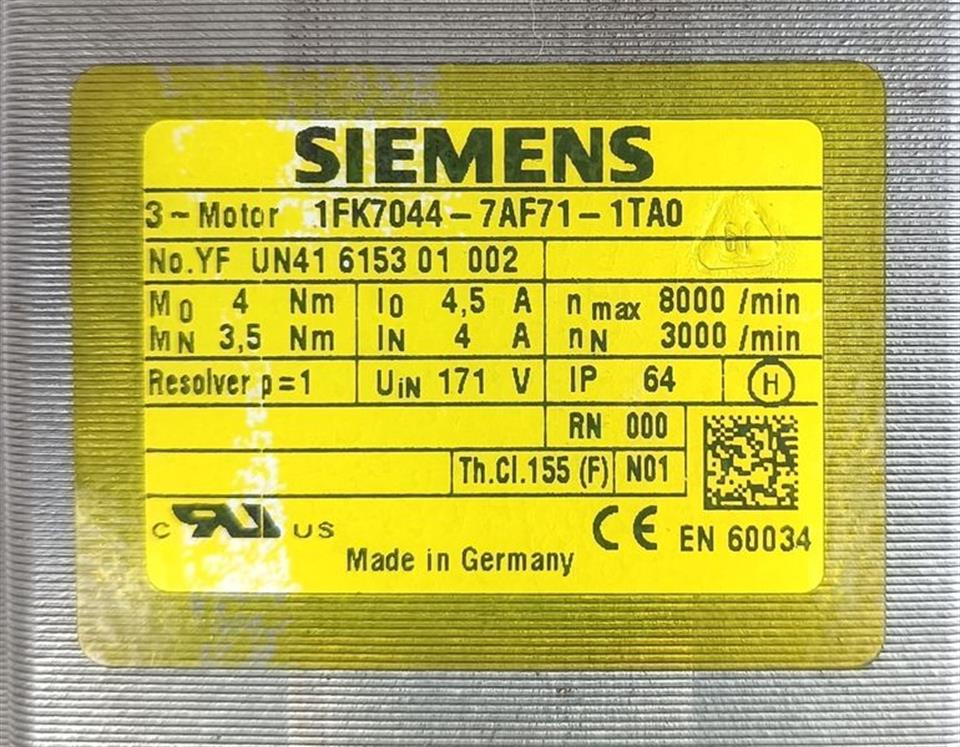 SIEMENS
3~Motor 1FK7044-7AF71-1TA0
No.YF UN41 6153 01 002
M0 4 Nm I0 4,5 A n max 8000 /min
MN 3,5 Nm IN 4 A nN 3000 /min
Resolver p=1 UiN 171 V IP 64 H
RN 000
Th.Cl.155 (F) N01
C RU US CE EN 60034
Made in Germany